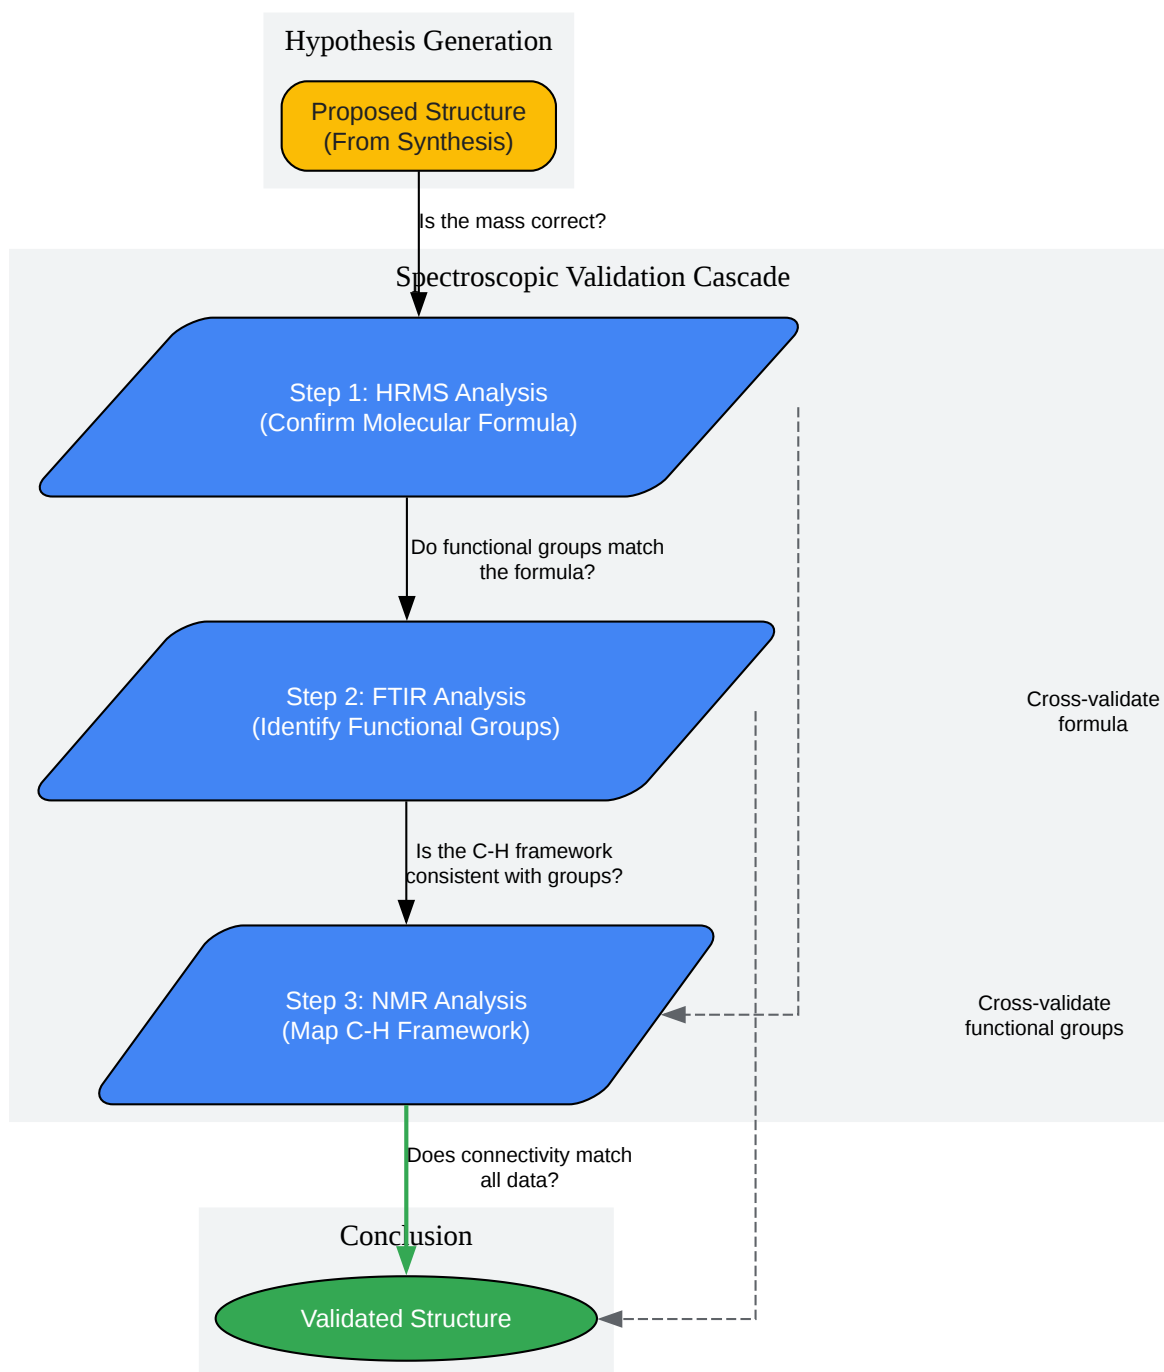 Hypothesis Generation
Proposed Structure
(From Synthesis)
Is the mass correct?
Spectroscopic Validation Cascade
Step 1: HRMS Analysis
(Confirm Molecular Formula)
Do functional groups match
the formula?
Step 2: FTIR Analysis
(Identify Functional Groups)
Cross-validate
formula
Is the C-H framework
consistent with groups?
Step 3: NMR Analysis
(Map C-H Framework)
Cross-validate
functional groups
Does connectivity match
all data?
Conclusion
Validated Structure